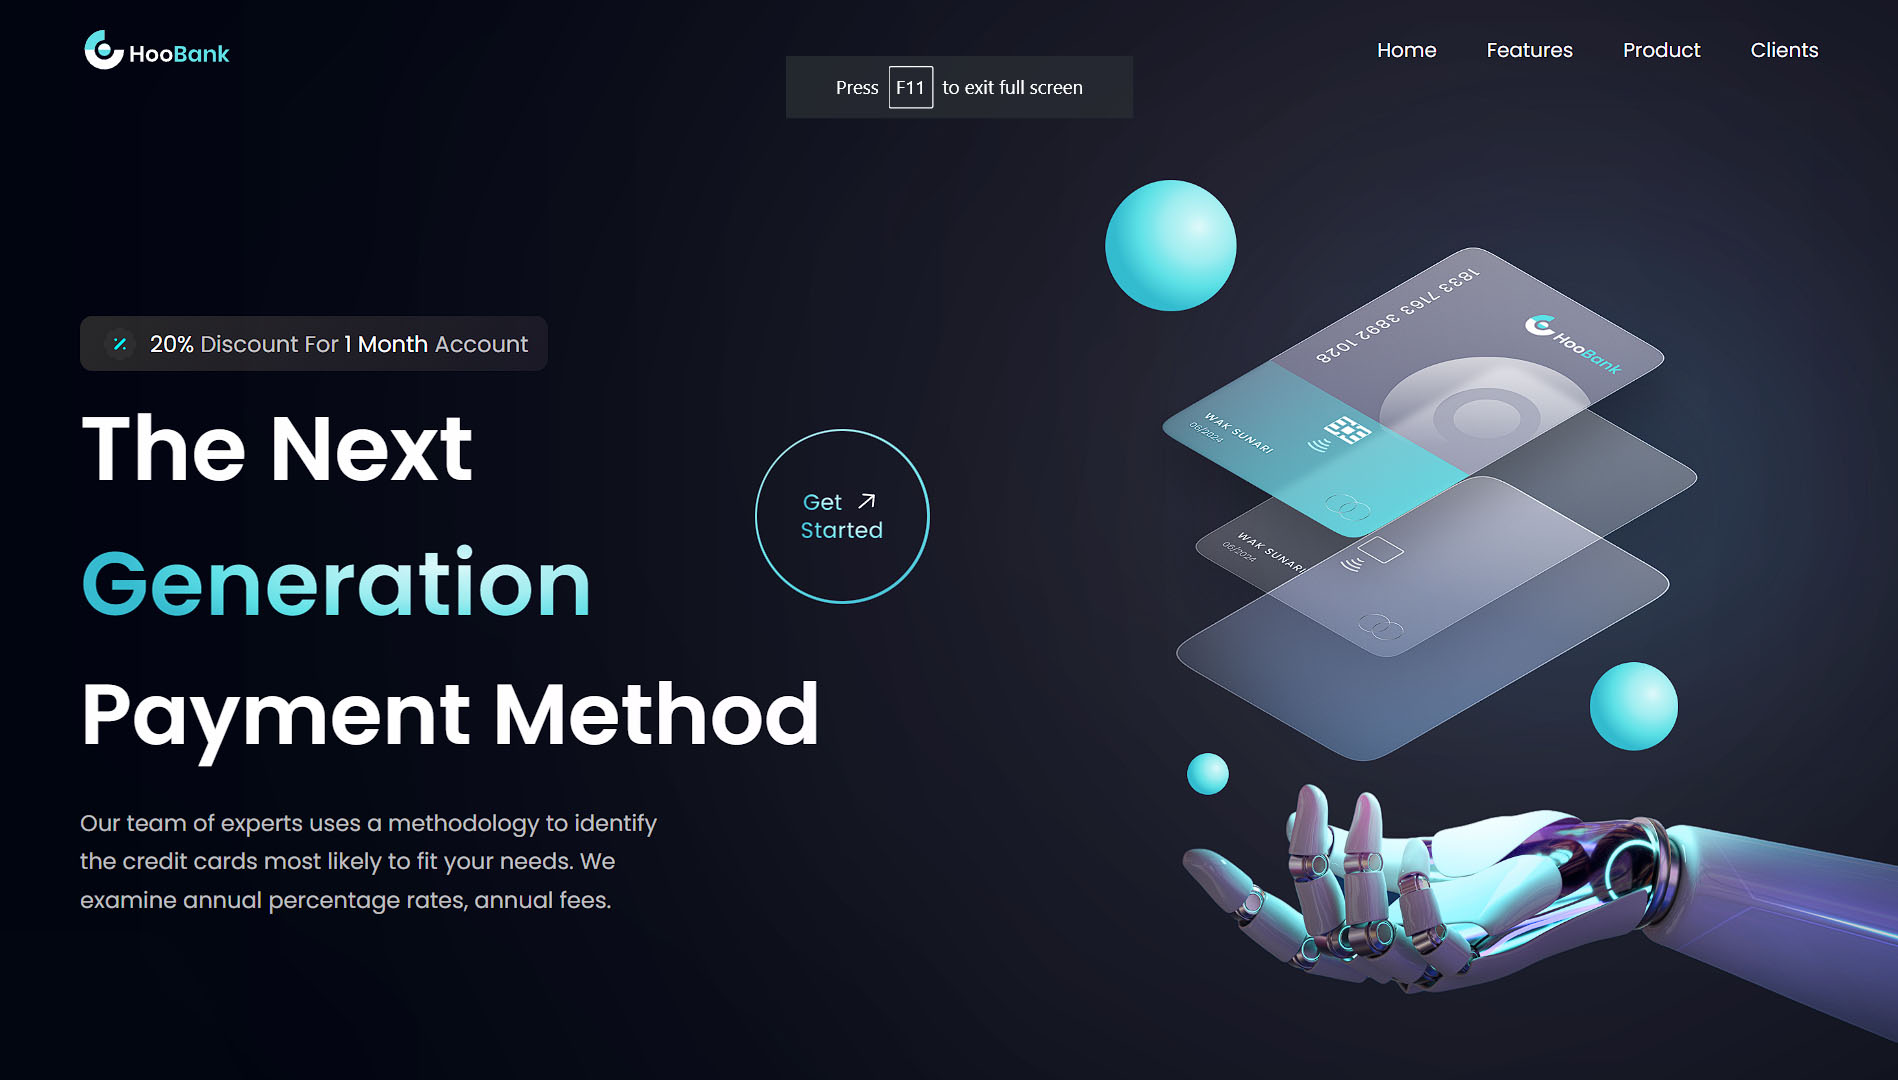 HooBank
Home Features Product Clients
Press F11 to exit full screen
20% Discount For 1 Month Account
The Next
Generation
Payment Method
Get
Started
Our team of experts uses a methodology to identify
the credit cards most likely to fit your needs. We
examine annual percentage rates, annual fees.
1833 7163 3892 1028
HooBank
WAK SUNARI
06/2024
WAK SUNARI
06/2024